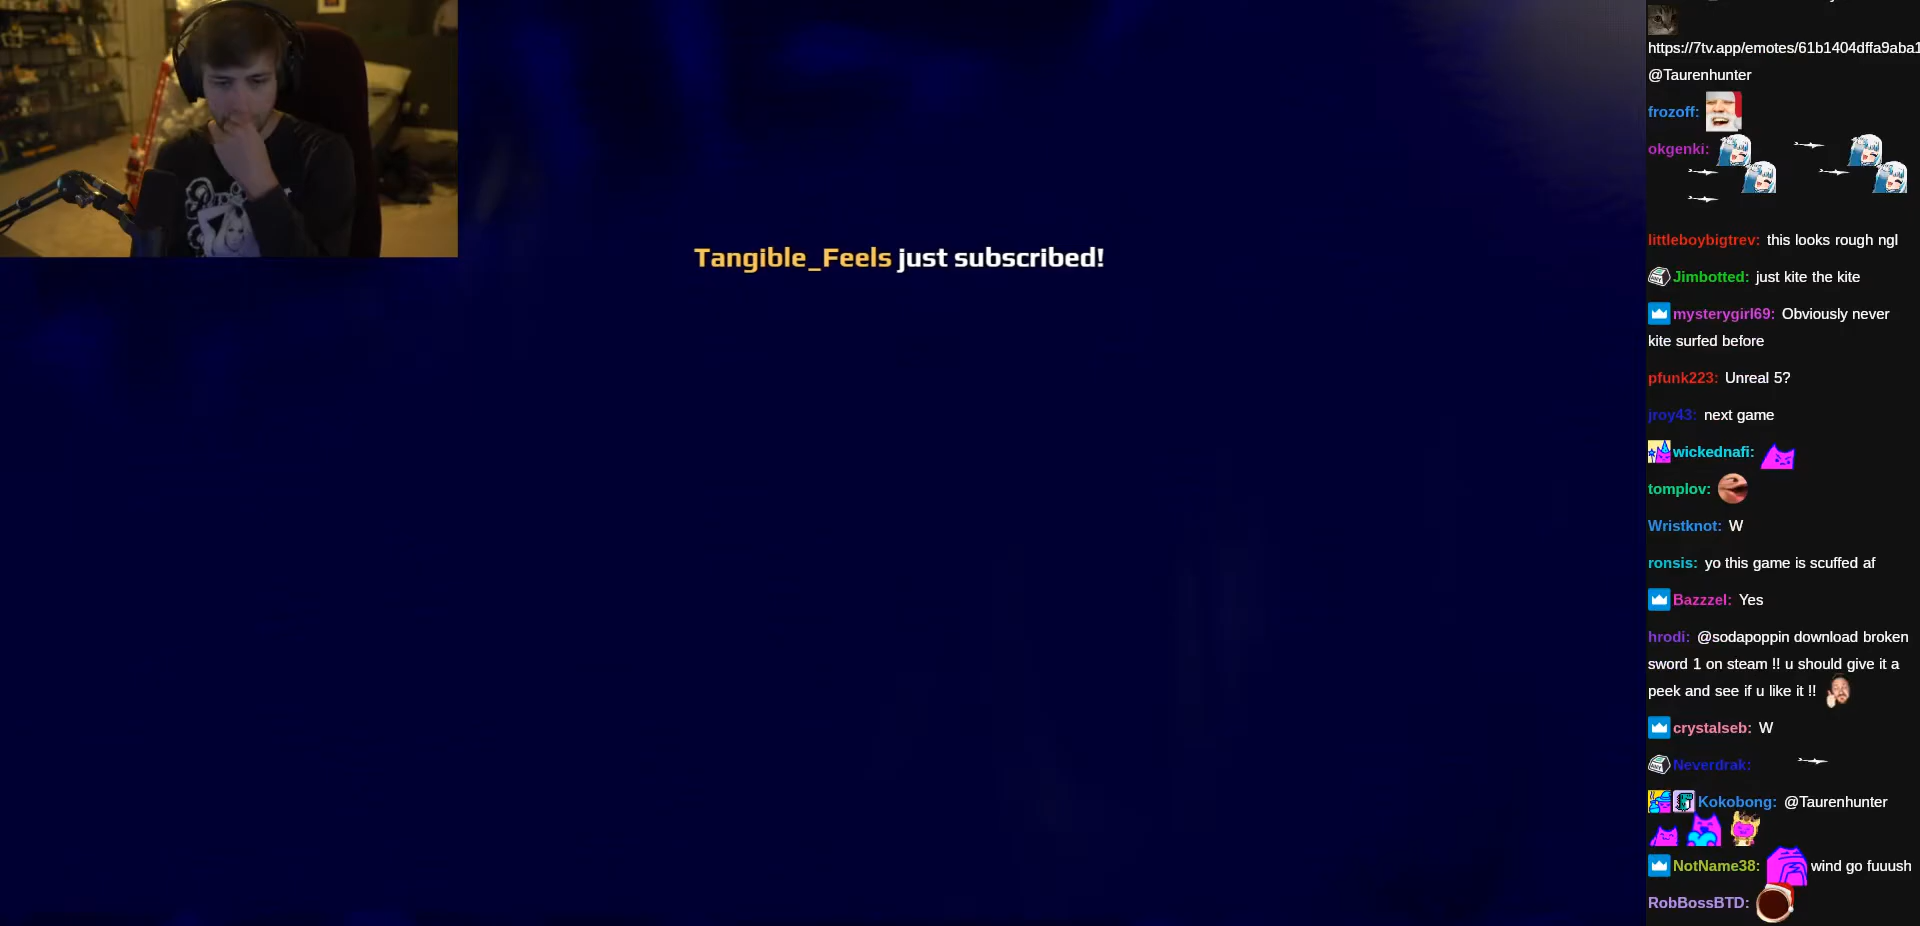 https://7tv.app/emotes/61b1404dffa9aba1
@Taurenhunter
frozoff:
okgenki:
Tangible_Feels just subscribed!
littleboybigtrev: this looks rough ngl
Jimbotted: just kite the kite
mysterygirl69: Obviously never
kite surfed before
pfunk223: Unreal 5?
jroy43: next game
wickednafi:
tomplov:
Wristknot: W
ronsis: yo this game is scuffed af
Bazzzel: Yes
hrodi: @sodapoppin download broken
sword 1 on steam !! u should give it a
peek and see if u like it !!
crystalseb: W
Neverdrak:
Kokobong: @Taurenhunter
NotName38: wind go fuuush
RobBossBTD: